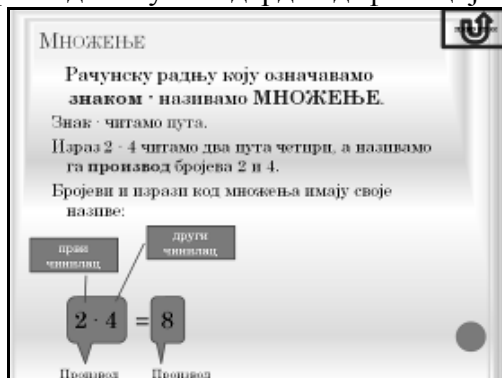 Множење
Рачунску радњу коју означавамо
знаком · називамо МНОЖЕЊЕ.
Знак · читамо пута.
Израз 2 · 4 читамо два пута четири, а називамо
га производ бројева 2 и 4.
Бројеви и изрази код множења имају своје
називе:
први
чинилац
други
чинилац
2 · 4 = 8
Производ Производ